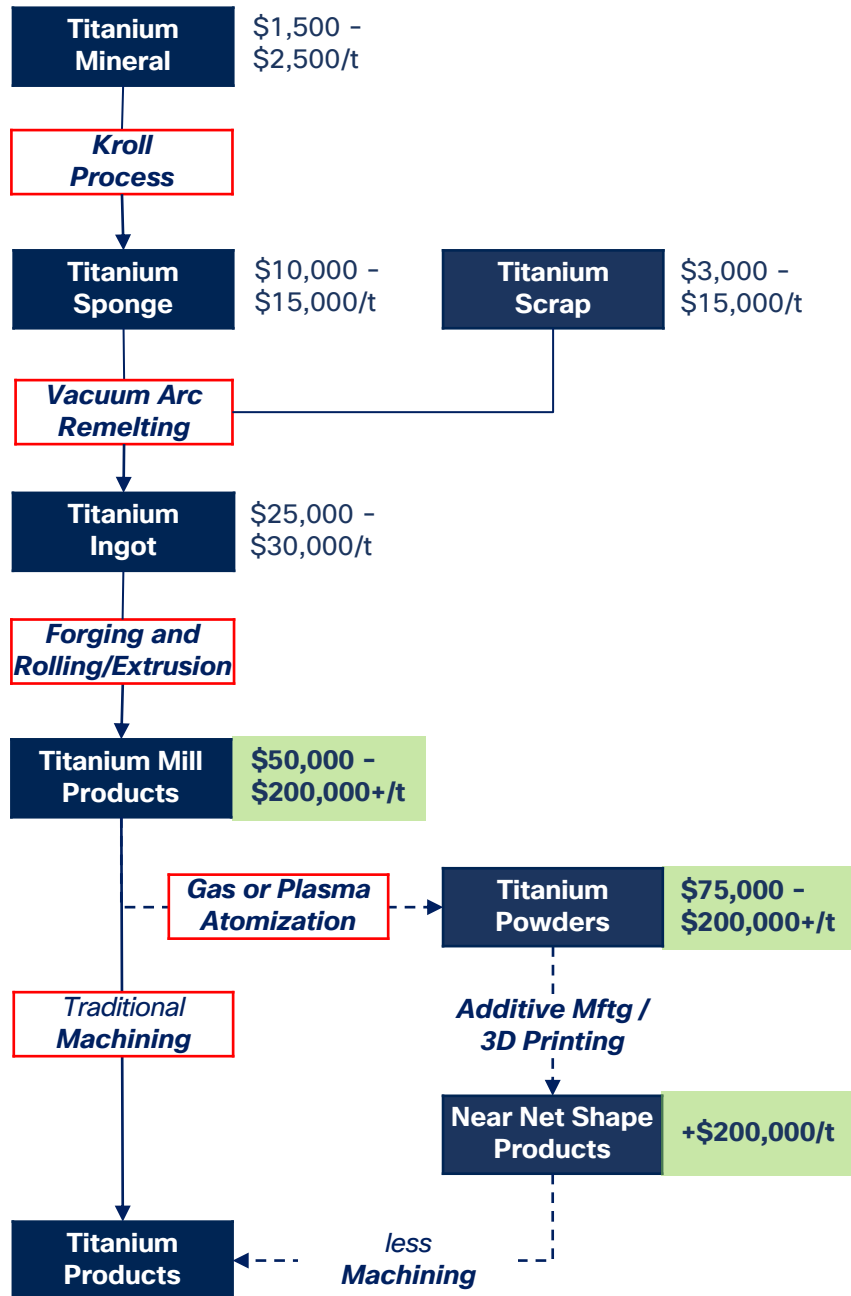 Titanium
Mineral
$1,500 –
$2,500/t
Kroll
Process
Titanium
Sponge
$10,000 –
$15,000/t
Titanium
Scrap
$3,000 –
$15,000/t
Vacuum Arc
Remelting
Titanium
Ingot
$25,000 –
$30,000/t
Forging and
Rolling/Extrusion
Titanium Mill
Products
$50,000 –
$200,000+/t
Gas or Plasma
Atomization
Titanium
Powders
$75,000 –
$200,000+/t
Traditional
Machining
Additive Mftg /
3D Printing
Near Net Shape
Products
+$200,000/t
Titanium
Products
less
Machining